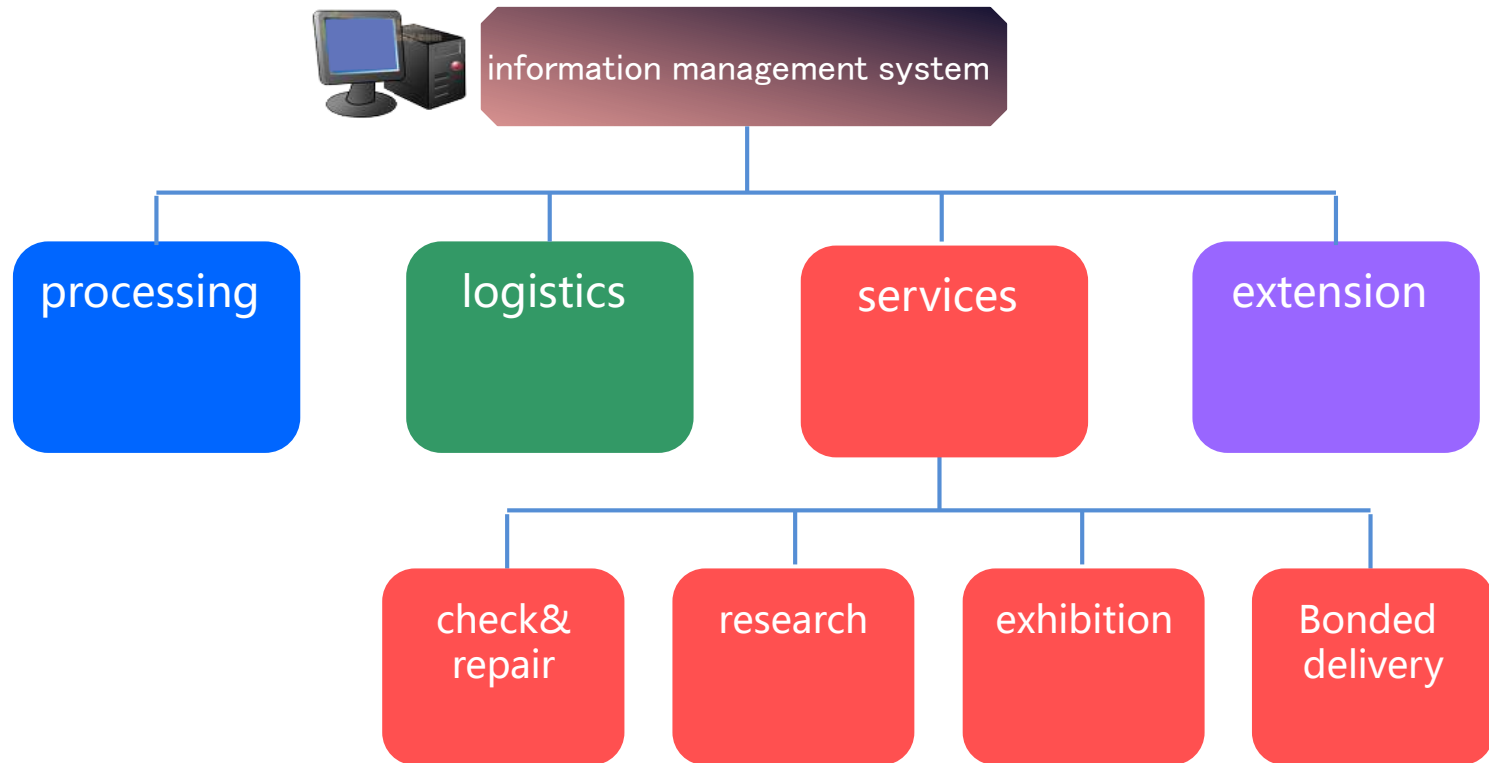 information management system
processing
logistics
services
extension
check&
repair
research
exhibition
Bonded
delivery